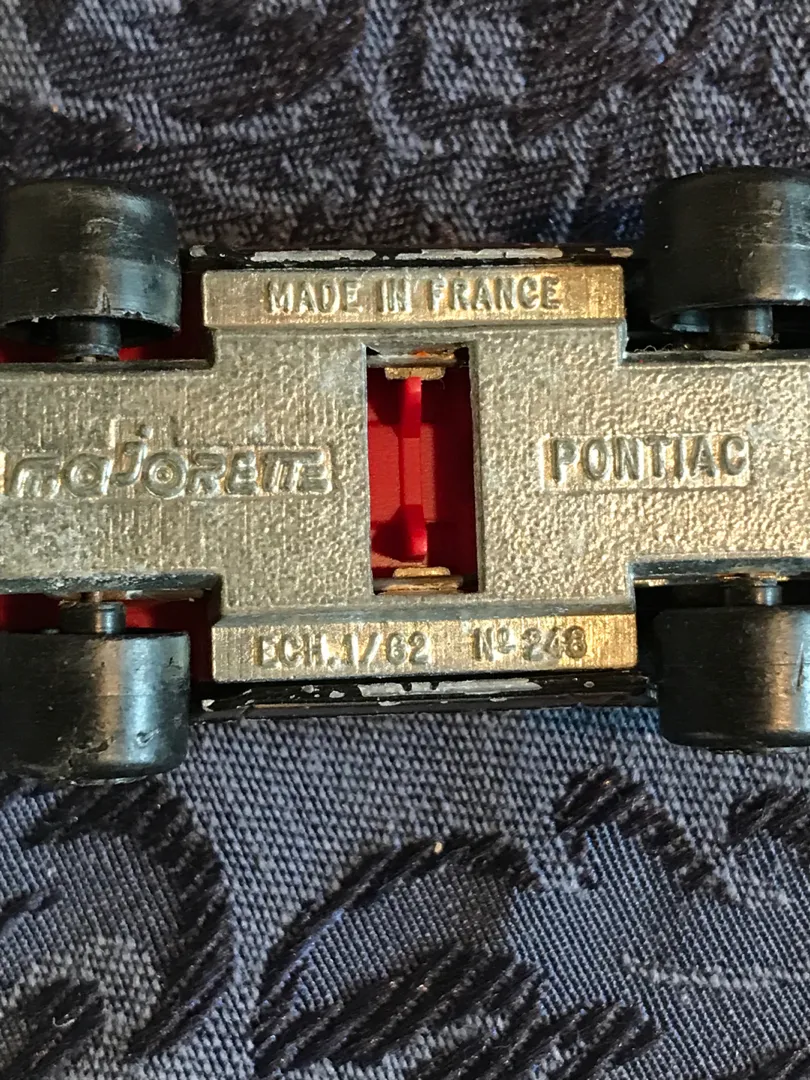 MADE IN FRANCE
majORETTE
PONTIAC
ECH.1/62 Nº 248